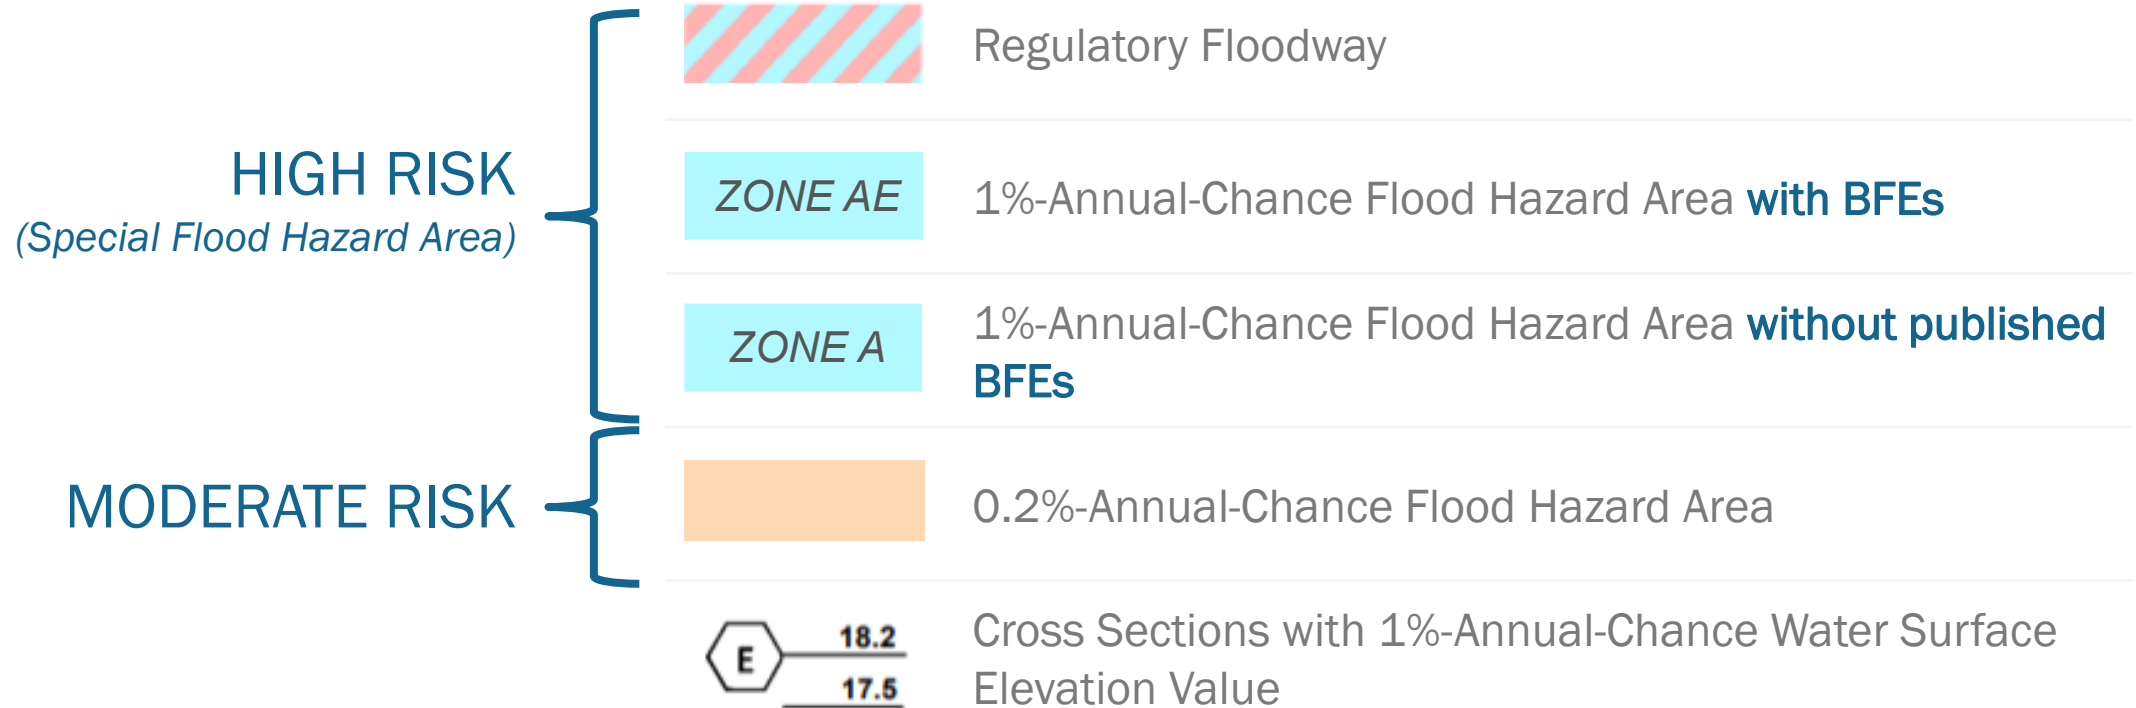 Regulatory Floodway
HIGH RISK
(Special Flood Hazard Area)
ZONE AE
1%-Annual-Chance Flood Hazard Area with BFEs
ZONE A
1%-Annual-Chance Flood Hazard Area without published
BFEs
MODERATE RISK
0.2%-Annual-Chance Flood Hazard Area
E
18.2
17.5
Cross Sections with 1%-Annual-Chance Water Surface
Elevation Value